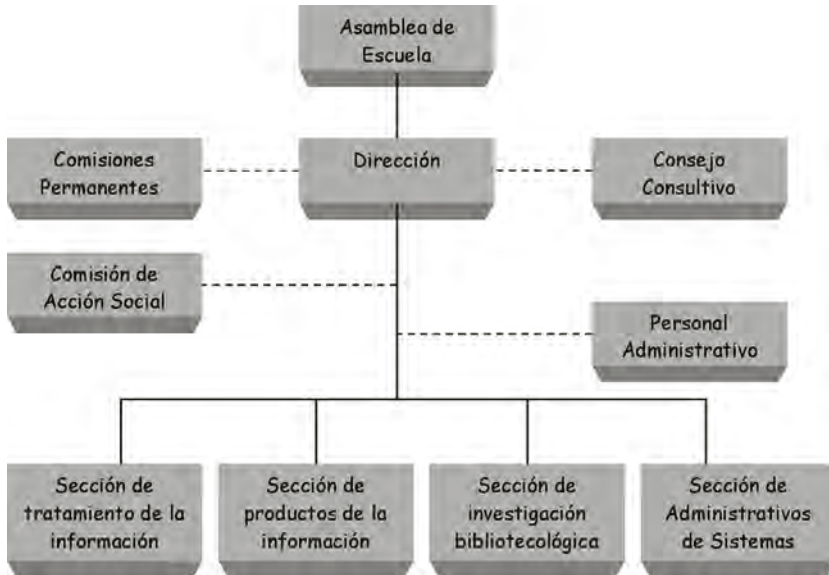 Asamblea de
Escuela
Comisiones
Permanentes
Dirección
Consejo
Consultivo
Comisión de
Acción Social
Personal
Administrativo
Sección de
tratamiento de la
información
Sección de
productos de la
información
Sección de
investigación
bibliotecológica
Sección de
Administrativos
de Sistemas